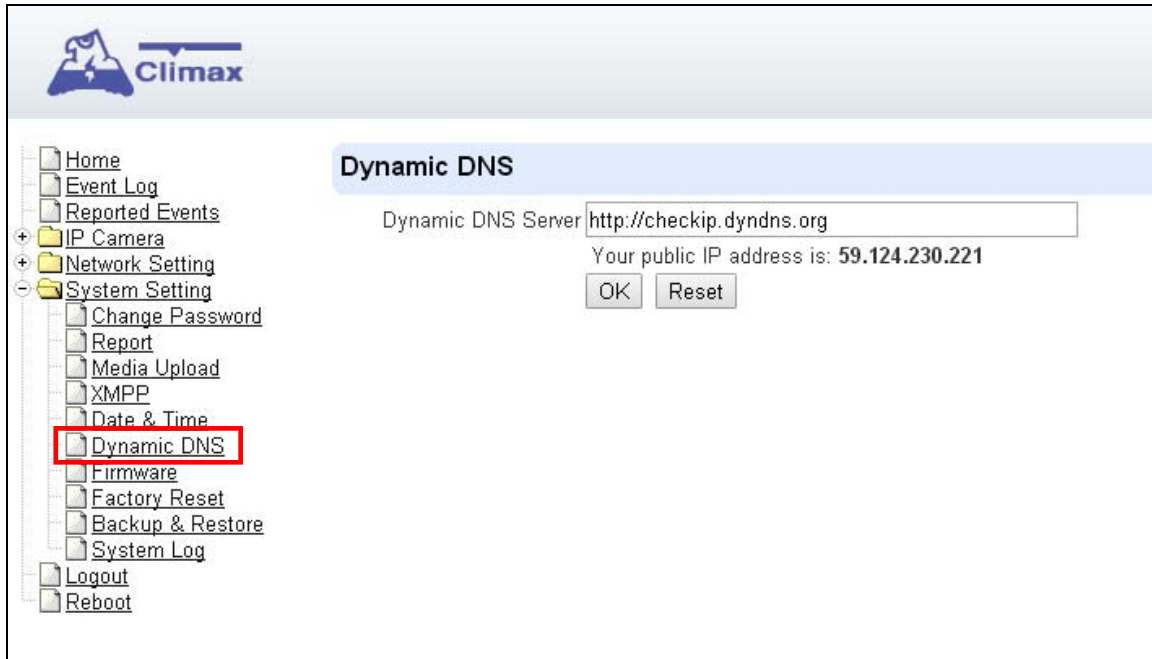 Climax
Home
Event Log
Reported Events
IP Camera
Network Setting
System Setting
Change Password
Report
Media Upload
XMPP
Date & Time
Dynamic DNS
Firmware
Factory Reset
Backup & Restore
System Log
Logout
Reboot
Dynamic DNS
Dynamic DNS Server http://checkip.dyndns.org
Your public IP address is: 59.124.230.221
OK Reset